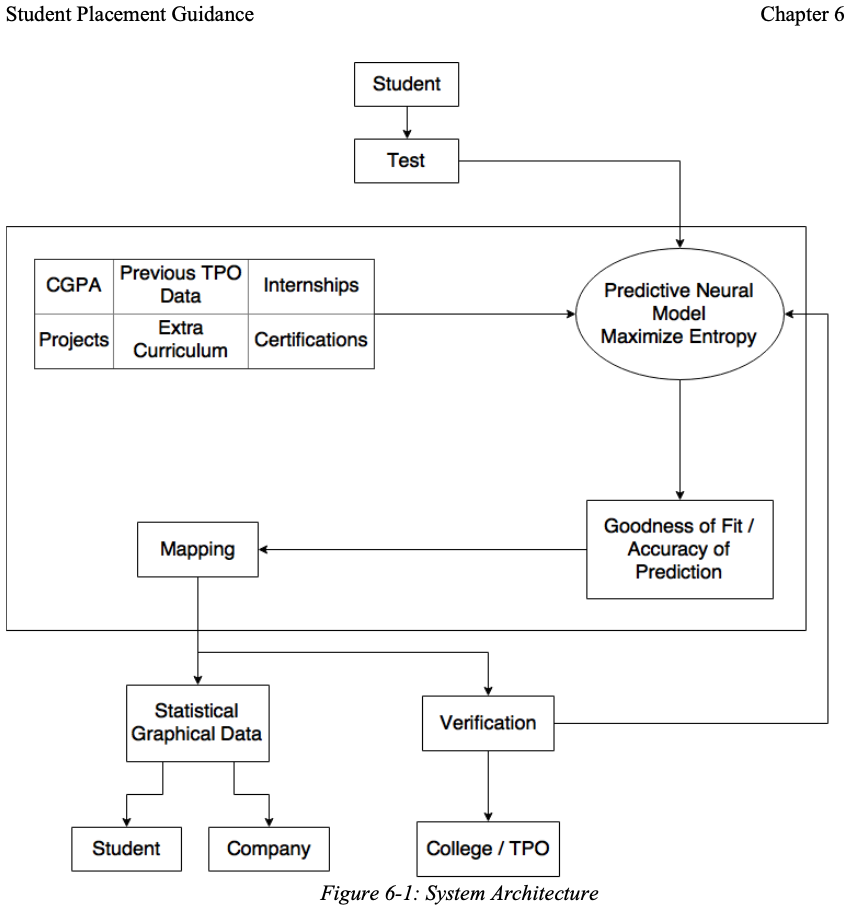 Student Placement Guidance
Chapter 6
Student
Test
CGPA
Previous TPO
Data
Internships
Projects
Extra
Curriculum
Certifications
Predictive Neural
Model
Maximize Entropy
Goodness of Fit /
Accuracy of
Prediction
Mapping
Statistical
Graphical Data
Verification
Student
Company
College / TPO
Figure 6-1: System Architecture